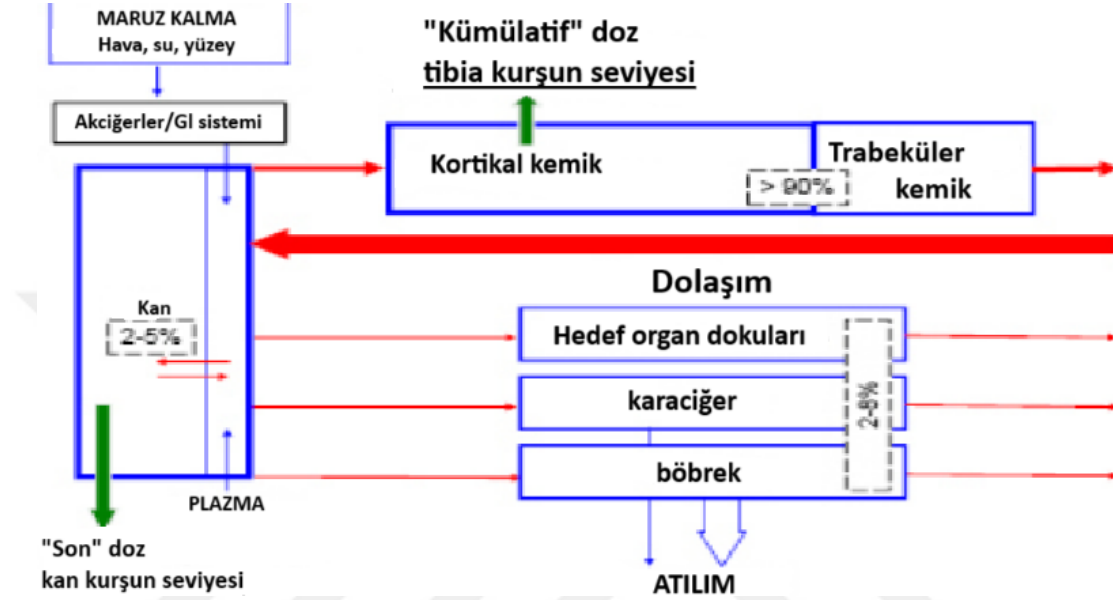 MARUZ KALMA
Hava, su, yüzey
"Kümülatif" doz
tibia kurşun seviyesi
Akciğerler/GI sistemi
Kortikal kemik
> 90%
Trabeküler
kemik
Dolaşım
Kan
2-5%
Hedef organ dokuları
karaciğer
böbrek
2-8%
PLAZMA
"Son" doz
kan kurşun seviyesi
ATILIM